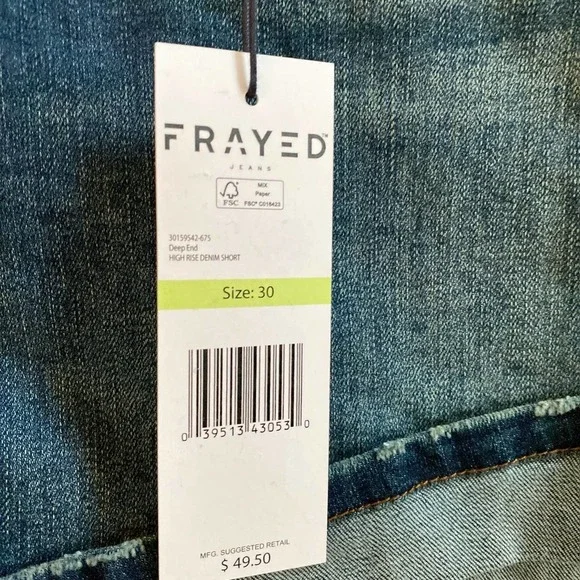 FRAYED™
JEANS
FSC
MIX
Paper
FSC® C016423
30159542-675
Deep End
HIGH RISE DENIM SHORT
Size: 30
0 39513 43053 0
MFG. SUGGESTED RETAIL
$ 49.50